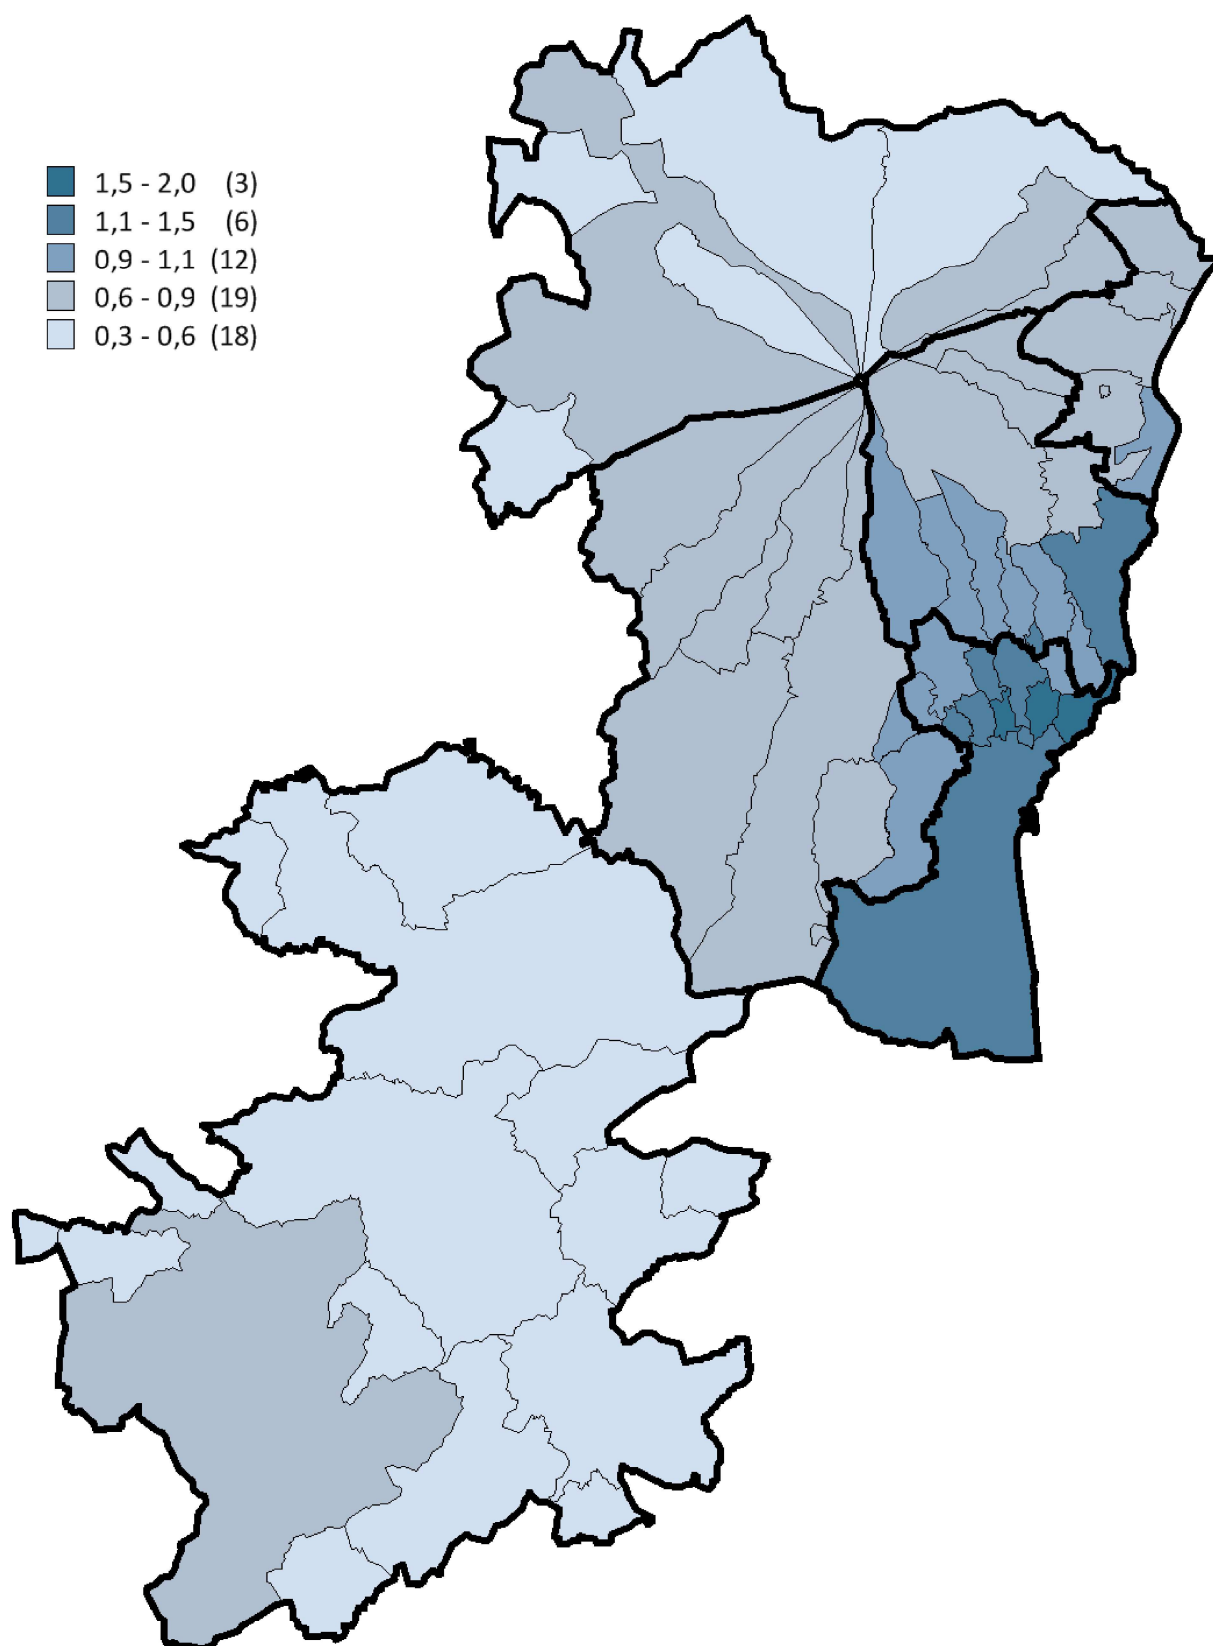 1,5 - 2,0 (3)
1,1 - 1,5 (6)
0,9 - 1,1 (12)
0,6 - 0,9 (19)
0,3 - 0,6 (18)